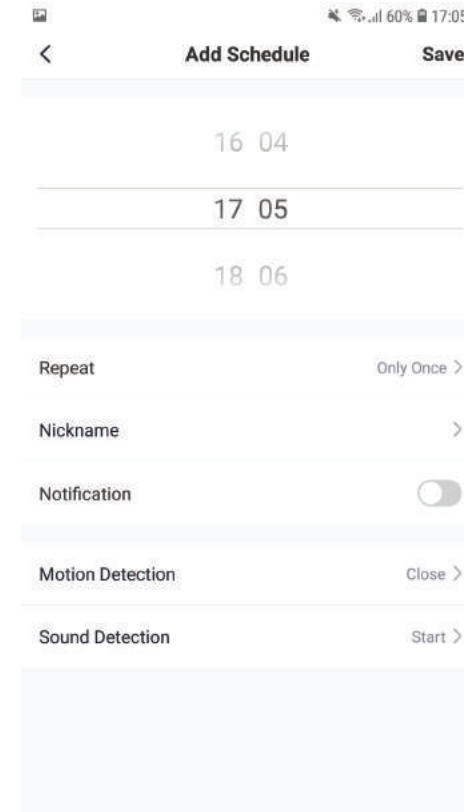 60% 17:05
Add Schedule Save
16 04
17 05
18 06
Repeat Only Once
Nickname
Notification
Motion Detection Close
Sound Detection Start